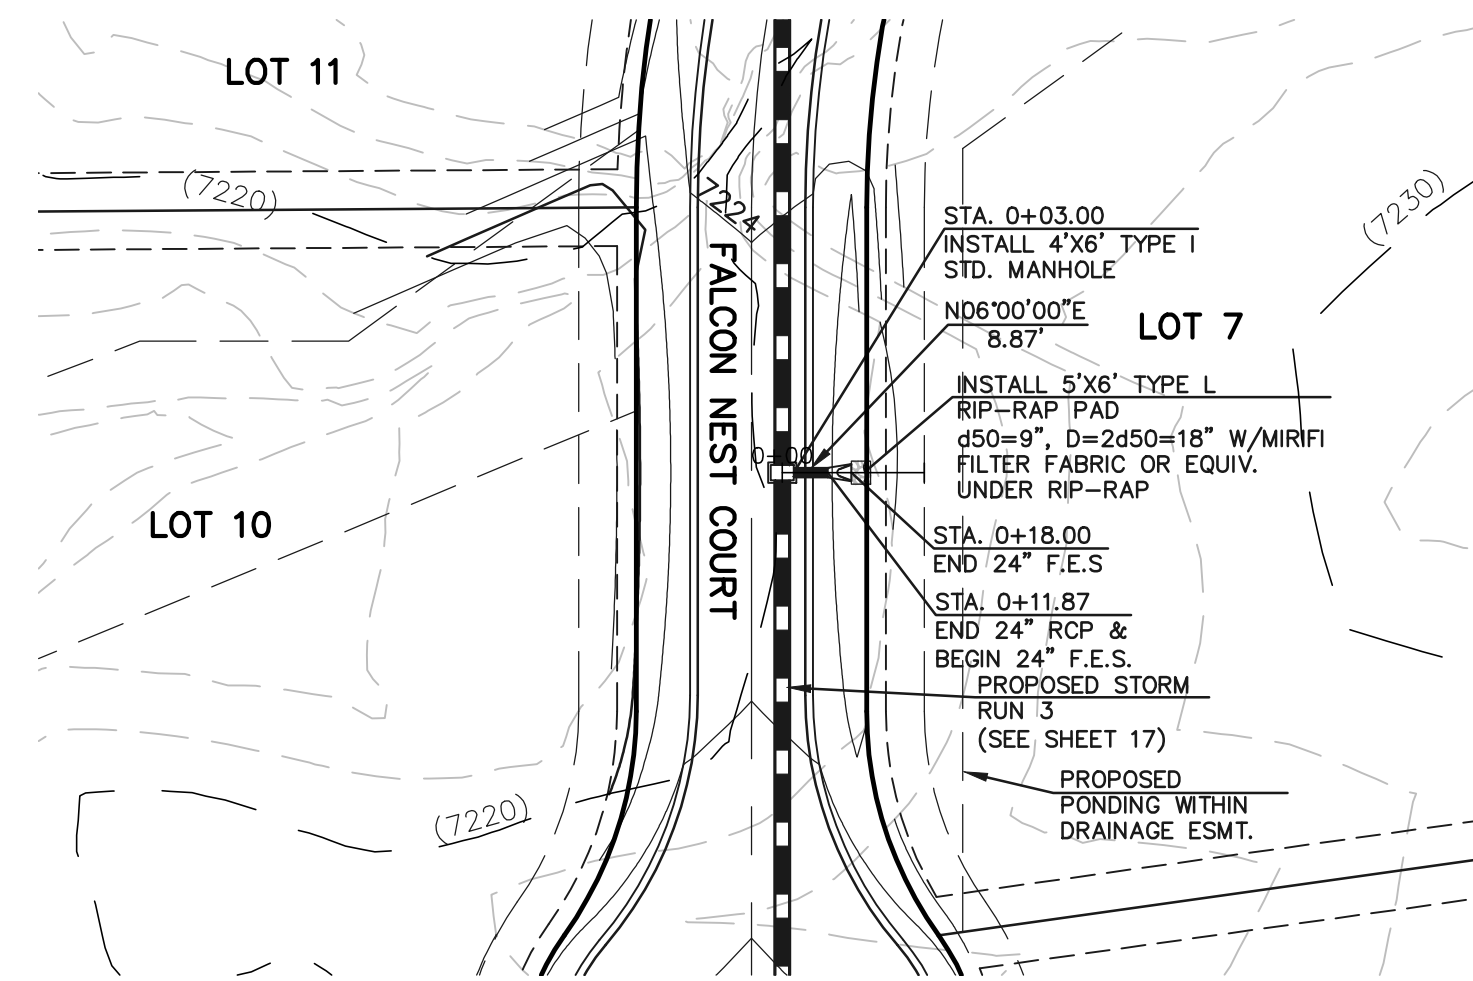 LOT 11
(7220)
7224
(7230)
STA. 0+03.00
INSTALL 4'X6' TYPE I
STD. MANHOLE
N06°00'00"E
8.87'
LOT 7
FALCON NEST COURT
INSTALL 5'X6' TYPE L
RIP-RAP PAD
d50=9", D=2d50=18" W/MIRIFI
FILTER FABRIC OR EQUIV.
UNDER RIP-RAP
0+00
LOT 10
STA. 0+18.00
END 24" F.E.S
STA. 0+11.87
END 24" RCP &
BEGIN 24" F.E.S.
PROPOSED STORM
RUN 3
(SEE SHEET 17)
PROPOSED
PONDING WITHIN
DRAINAGE ESMT.
(7220)